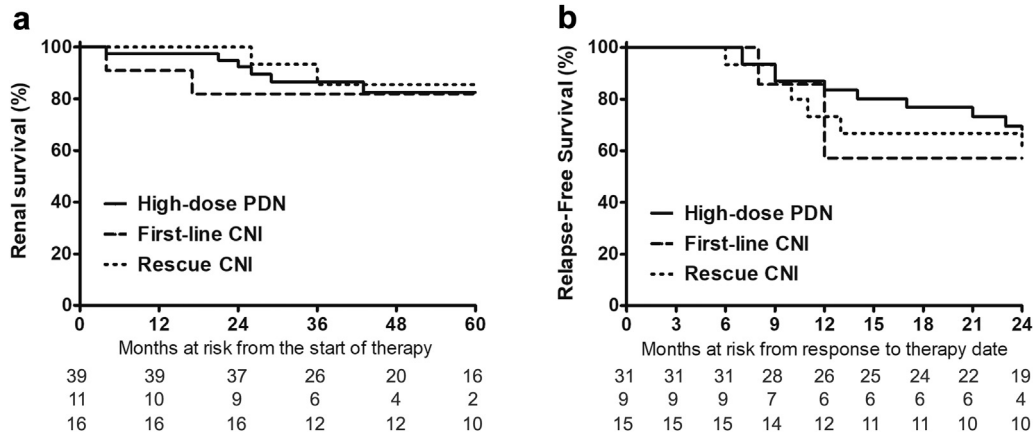 a
Renal survival (%)
100
80
60
40
20
0
High-dose PDN
First-line CNI
Rescue CNI
0 12 24 36 48 60
Months at risk from the start of therapy
39 39 37 26 20 16
11 10 9 6 4 2
16 16 16 12 12 10
b
Relapse-Free Survival (%)
100
80
60
40
20
0
High-dose PDN
First-line CNI
Rescue CNI
0 3 6 9 12 15 18 21 24
Months at risk from response to therapy date
31 31 31 28 26 25 24 22 19
9 9 9 7 6 6 6 6 4
15 15 15 14 12 11 11 10 10